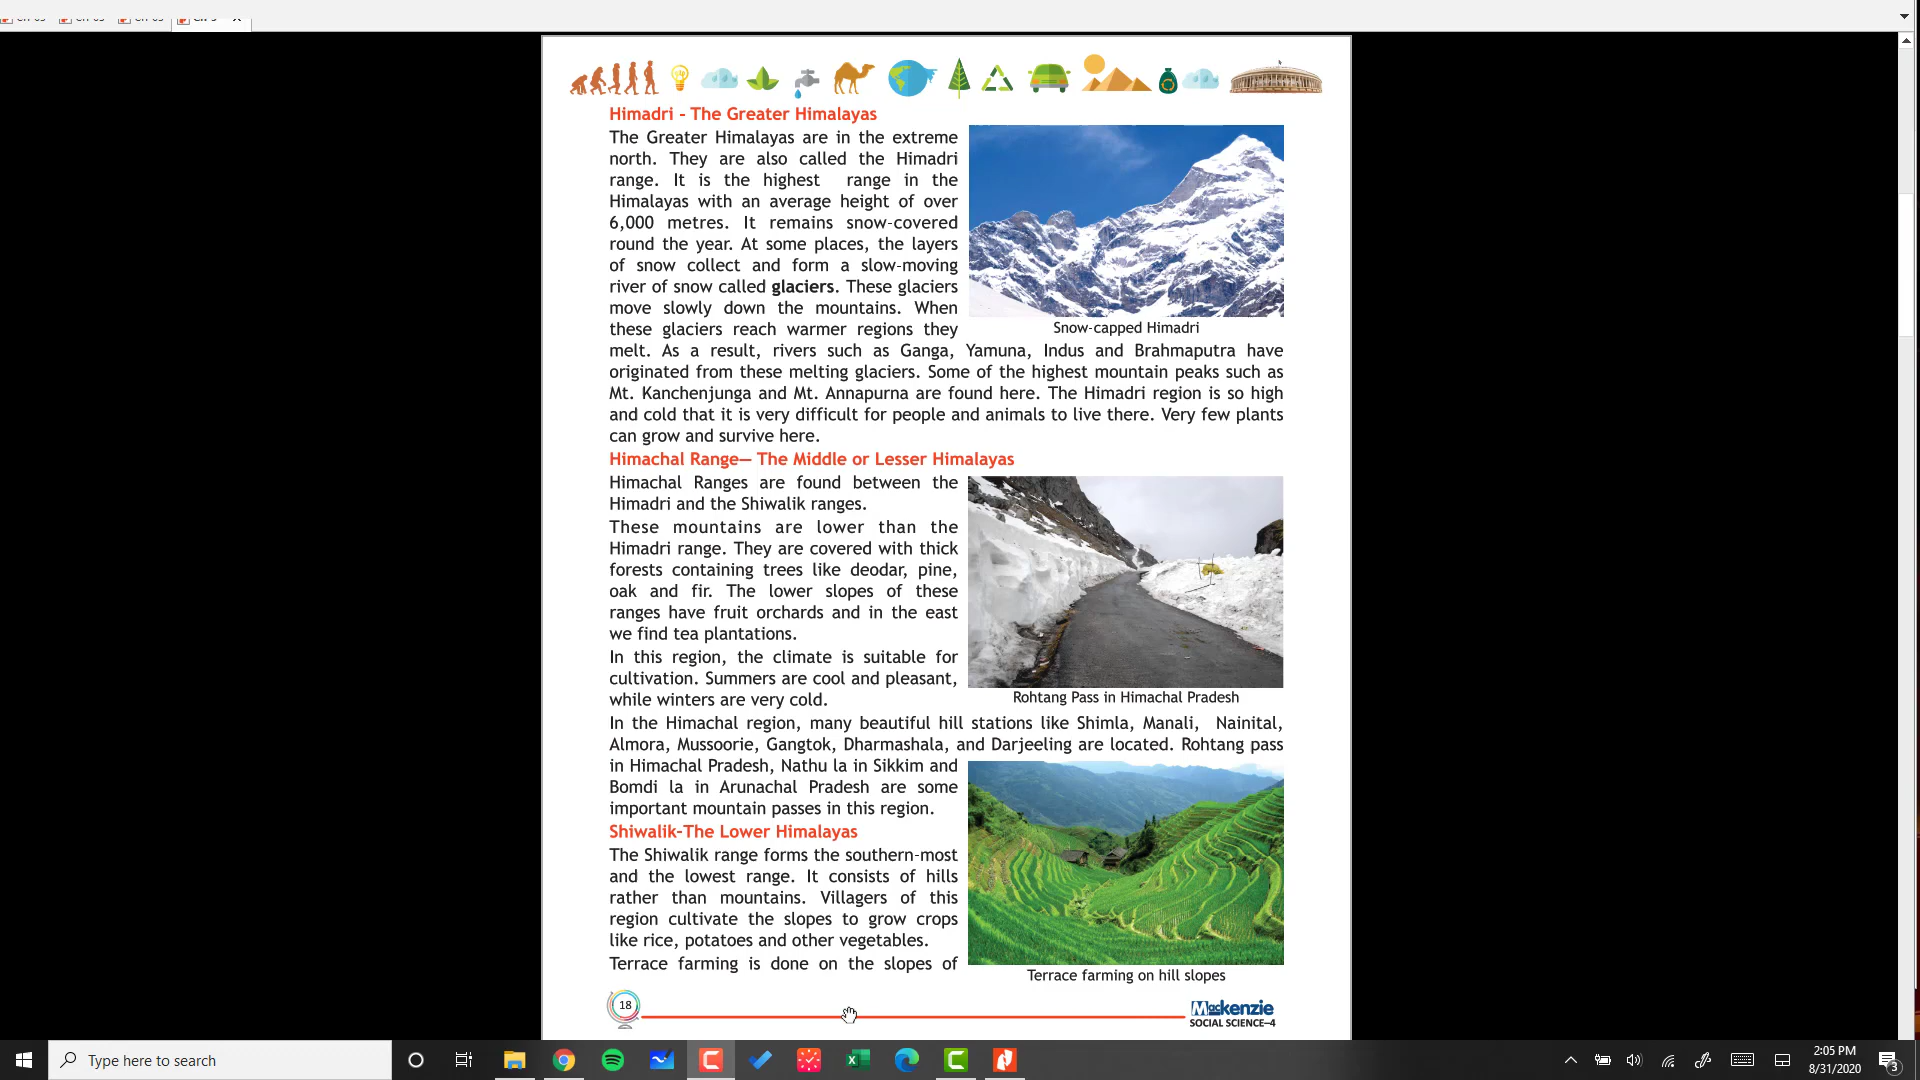 Himadri - The Greater Himalayas
The Greater Himalayas are in the extreme
north. They are also called the Himadri
range. It is the highest range in the
Himalayas with an average height of over
6,000 metres. It remains snow-covered
round the year. At some places, the layers
of snow collect and form a slow-moving
river of snow called glaciers. These glaciers
move slowly down the mountains. When
these glaciers reach warmer regions they
Snow-capped Himadri
melt. As a result, rivers such as Ganga, Yamuna, Indus and Brahmaputra have
originated from these melting glaciers. Some of the highest mountain peaks such as
Mt. Kanchenjunga and Mt. Annapurna are found here. The Himadri region is so high
and cold that it is very difficult for people and animals to live there. Very few plants
can grow and survive here.
Himachal Range— The Middle or Lesser Himalayas
Himachal Ranges are found between the
Himadri and the Shiwalik ranges.
These mountains are lower than the
Himadri range. They are covered with thick
forests containing trees like deodar, pine,
oak and fir. The lower slopes of these
ranges have fruit orchards and in the east
we find tea plantations.
In this region, the climate is suitable for
cultivation. Summers are cool and pleasant,
while winters are very cold.
Rohtang Pass in Himachal Pradesh
In the Himachal region, many beautiful hill stations like Shimla, Manali, Nainital,
Almora, Mussoorie, Gangtok, Dharmashala, and Darjeeling are located. Rohtang pass
in Himachal Pradesh, Nathu la in Sikkim and
Bomdi la in Arunachal Pradesh are some
important mountain passes in this region.
Shiwalik-The Lower Himalayas
The Shiwalik range forms the southern-most
and the lowest range. It consists of hills
rather than mountains. Villagers of this
region cultivate the slopes to grow crops
like rice, potatoes and other vegetables.
Terrace farming is done on the slopes of
Terrace farming on hill slopes
18
Mackenzie
SOCIAL SCIENCE-4
Type here to search
2:05 PM
8/31/2020
3